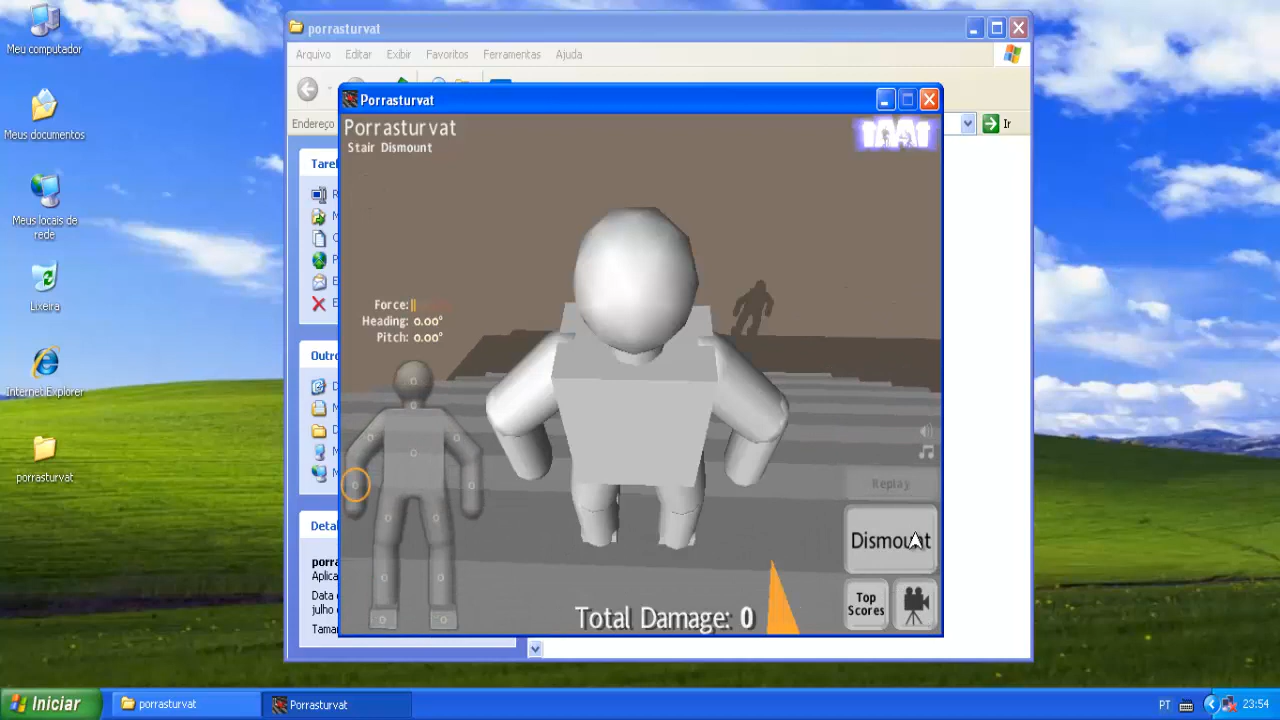 Meu computador
Meus documentos
Meus locais de
rede
Lixeira
Internet Explorer
porrasturvat
porrasturvat
Arquivo Editar Exibir Favoritos Ferramentas Ajuda
Endereço
Ir
Porrasturvat
Porrasturvat
Stair Dismount
Force:
Heading: 0.00°
Pitch: 0.00°
Replay
Dismount
Top
Scores
Total Damage: 0
Iniciar
porrasturvat
Porrasturvat
PT
23:54